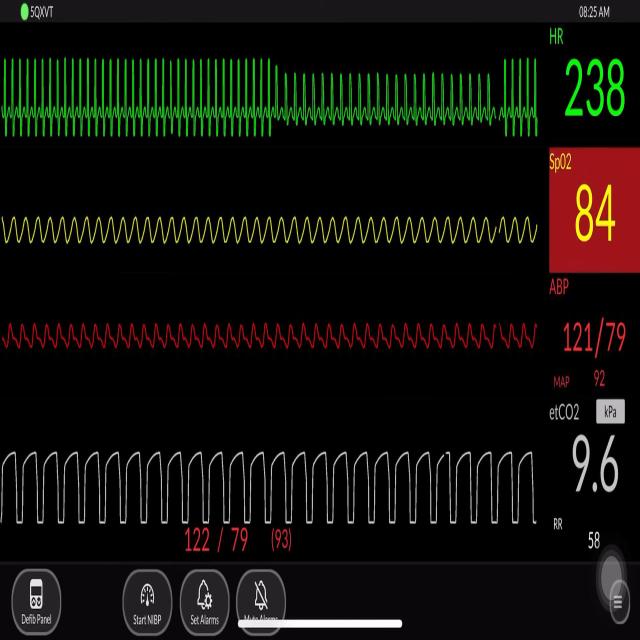 5QXVT
08:25 AM
HR
238
SpO2
84
ABP
121/79
MAP 92
etCO2 kPa
9.6
RR
58
122 / 79 (93)
Defib Panel
Start NIBP
Set Alarms
Mute Alarms